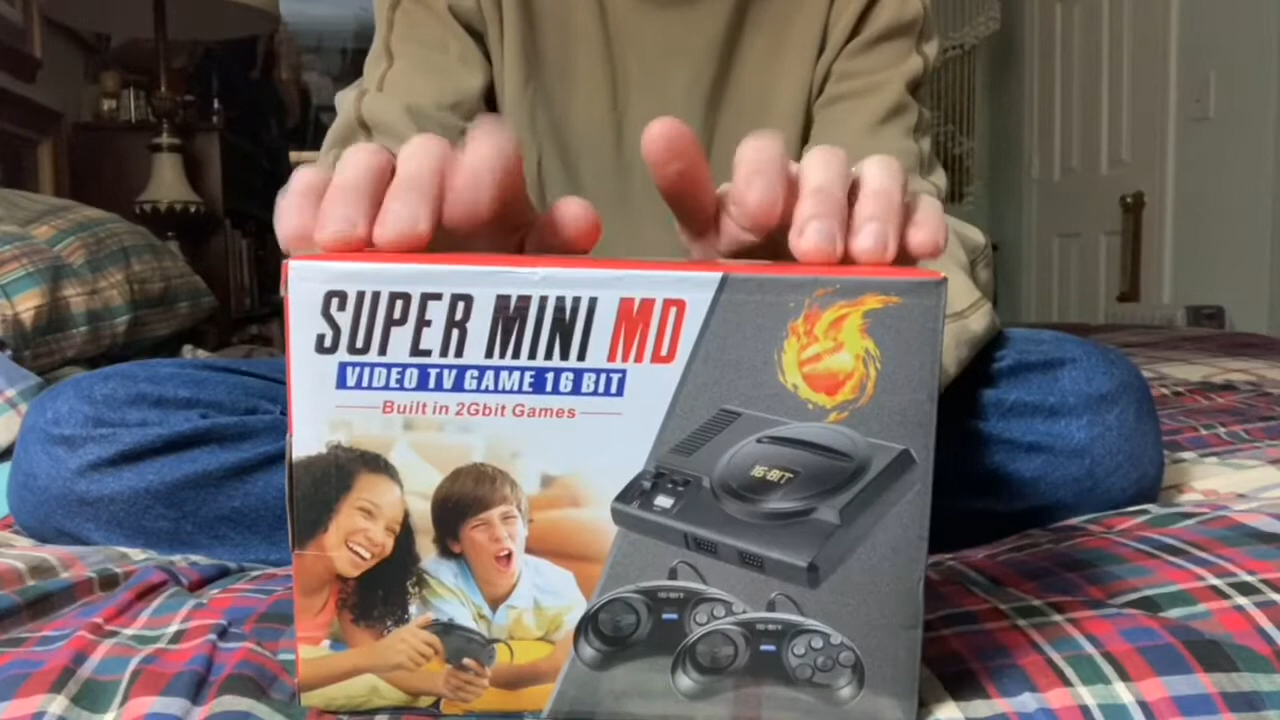 SUPER MINI MD
VIDEO TV GAME 16 BIT
Built in 2Gbit Games
16-BIT
16-BIT
16-BIT